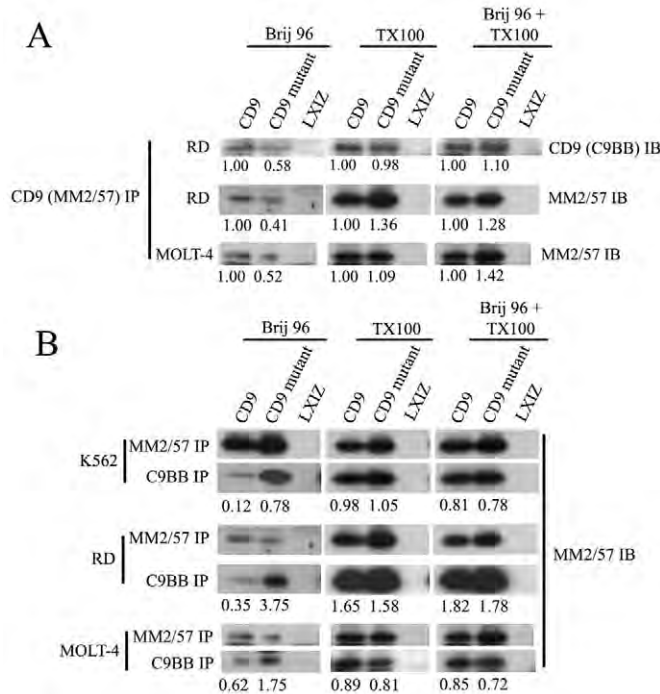 A
Brij 96 TX100 Brij 96 + TX100
CD9 CD9 mutant LXIZ CD9 CD9 mutant LXIZ CD9 CD9 mutant LXIZ
CD9 (MM2/57) IP
RD CD9 (C9BB) IB
1.00 0.58 1.00 0.98 1.00 1.10
RD MM2/57 IB
1.00 0.41 1.00 1.36 1.00 1.28
MOLT-4 MM2/57 IB
1.00 0.52 1.00 1.09 1.00 1.42
B
Brij 96 TX100 Brij 96 + TX100
CD9 CD9 mutant LXIZ CD9 CD9 mutant LXIZ CD9 CD9 mutant LXIZ
K562
MM2/57 IP
C9BB IP
0.12 0.78 0.98 1.05 0.81 0.78
RD
MM2/57 IP
C9BB IP
0.35 3.75 1.65 1.58 1.82 1.78
MOLT-4
MM2/57 IP
C9BB IP
0.62 1.75 0.89 0.81 0.85 0.72
MM2/57 IB